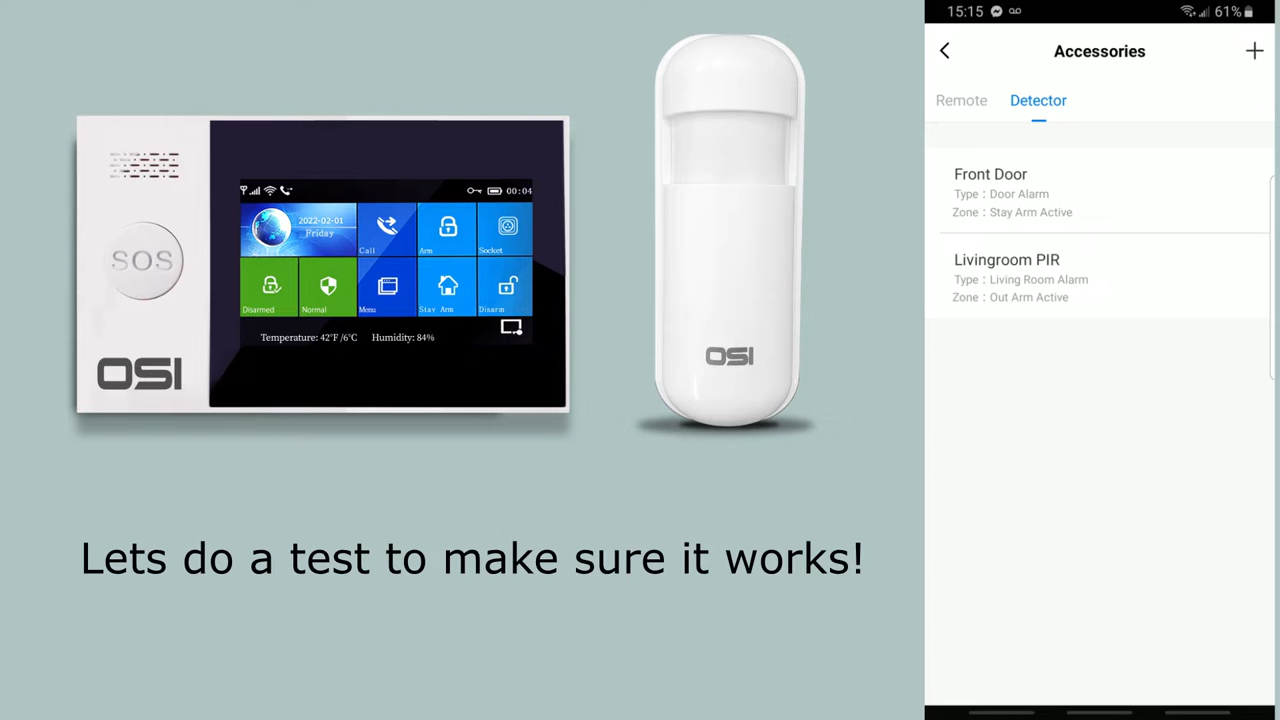 SOS
OSI
00:04
2022-02-01
Friday
Call
Arm
Socket
Disarmed
Normal
Menu
Stay Arm
Disarm
Temperature: 42°F /6°C Humidity: 84%
OSI
Lets do a test to make sure it works!
15:15 61%
Accessories
Remote Detector
Front Door
Type : Door Alarm
Zone : Stay Arm Active
Livingroom PIR
Type : Living Room Alarm
Zone : Out Arm Active